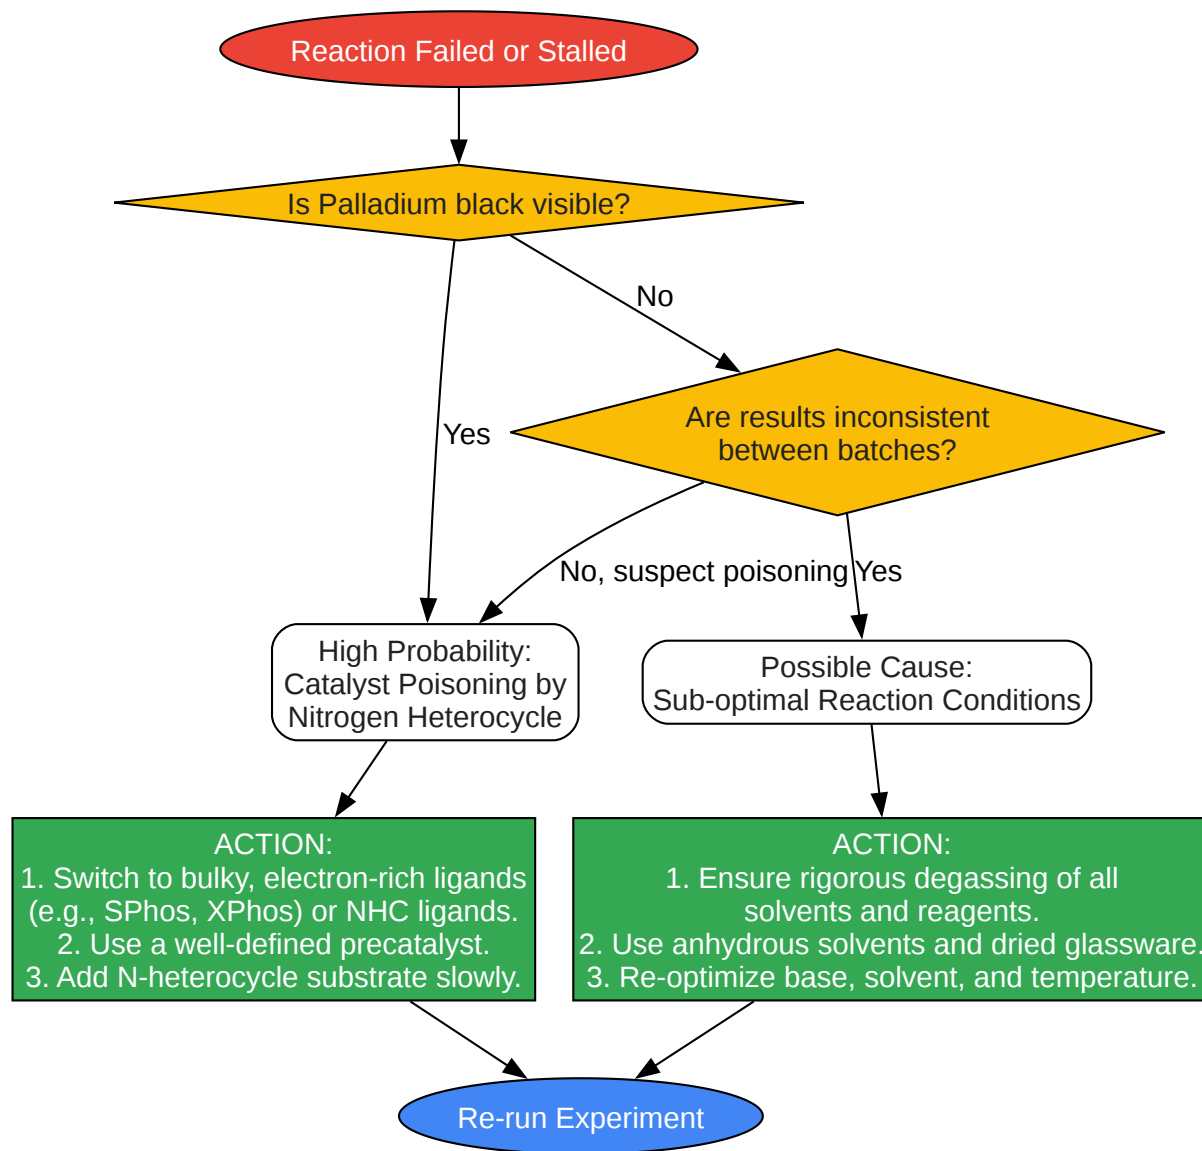 Reaction Failed or Stalled
Is Palladium black visible?
No
Are results inconsistent
between batches?
Yes
No, suspect poisoning
Yes
High Probability:
Catalyst Poisoning by
Nitrogen Heterocycle
Possible Cause:
Sub-optimal Reaction Conditions
ACTION:
1. Switch to bulky, electron-rich ligands
(e.g., SPhos, XPhos) or NHC ligands.
2. Use a well-defined precatalyst.
3. Add N-heterocycle substrate slowly.
ACTION:
1. Ensure rigorous degassing of all
solvents and reagents.
2. Use anhydrous solvents and dried glassware.
3. Re-optimize base, solvent, and temperature.
Re-run Experiment